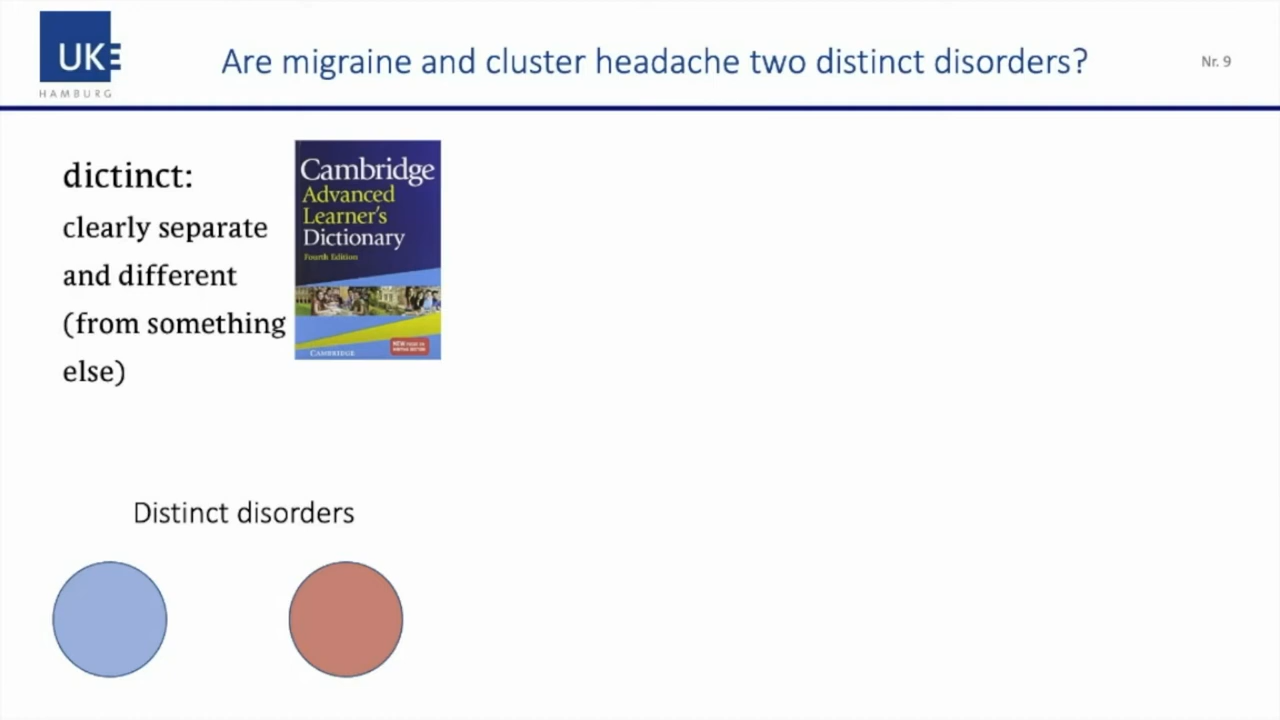 UKE
HAMBURG
Are migraine and cluster headache two distinct disorders?
Nr. 9
dictinct:
clearly separate
and different
(from something
else)
Cambridge
Advanced
Learner's
Dictionary
Fourth Edition
CAMBRIDGE
NEW
Distinct disorders